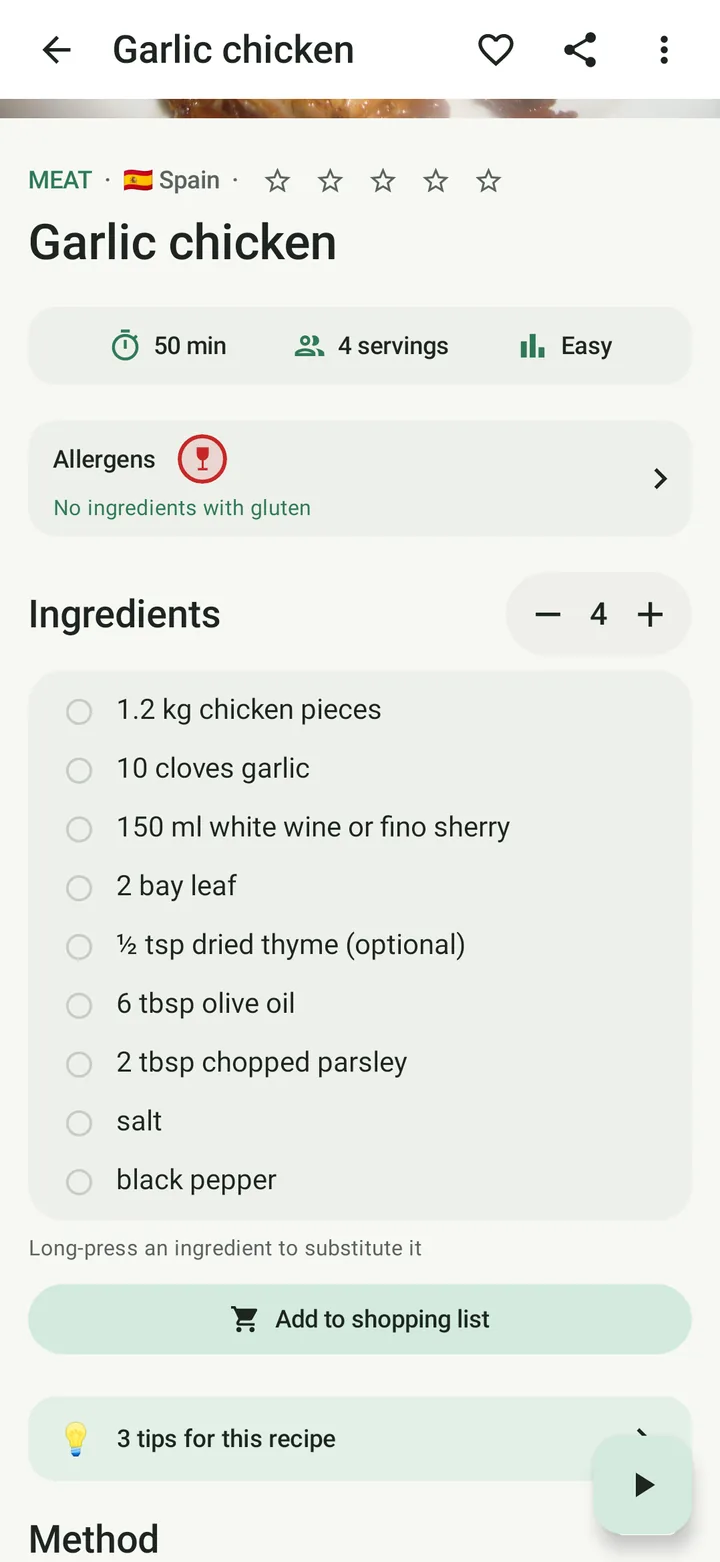 Garlic chicken
MEAT · 🇪🇸 Spain ·
Garlic chicken
50 min 4 servings Easy
Allergens
No ingredients with gluten
Ingredients
4
1.2 kg chicken pieces
10 cloves garlic
150 ml white wine or fino sherry
2 bay leaf
½ tsp dried thyme (optional)
6 tbsp olive oil
2 tbsp chopped parsley
salt
black pepper
Long-press an ingredient to substitute it
Add to shopping list
3 tips for this recipe
Method